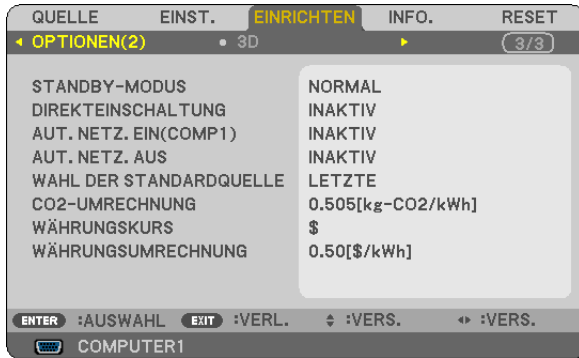 QUELLE EINST. EINRICHTEN INFO. RESET
OPTIONEN(2) • 3D 3/3
STANDBY-MODUS NORMAL
DIREKTEINSCHALTUNG INAKTIV
AUT. NETZ. EIN(COMP1) INAKTIV
AUT. NETZ. AUS INAKTIV
WAHL DER STANDARDQUELLE LETZTE
CO2-UMRECHNUNG 0.505[kg-CO2/kWh]
WÄHRUNGSKURS $
WÄHRUNGSUMRECHNUNG 0.50[$/kWh]
ENTER :AUSWAHL EXIT :VERL. :VERS. :VERS.
COMPUTER1